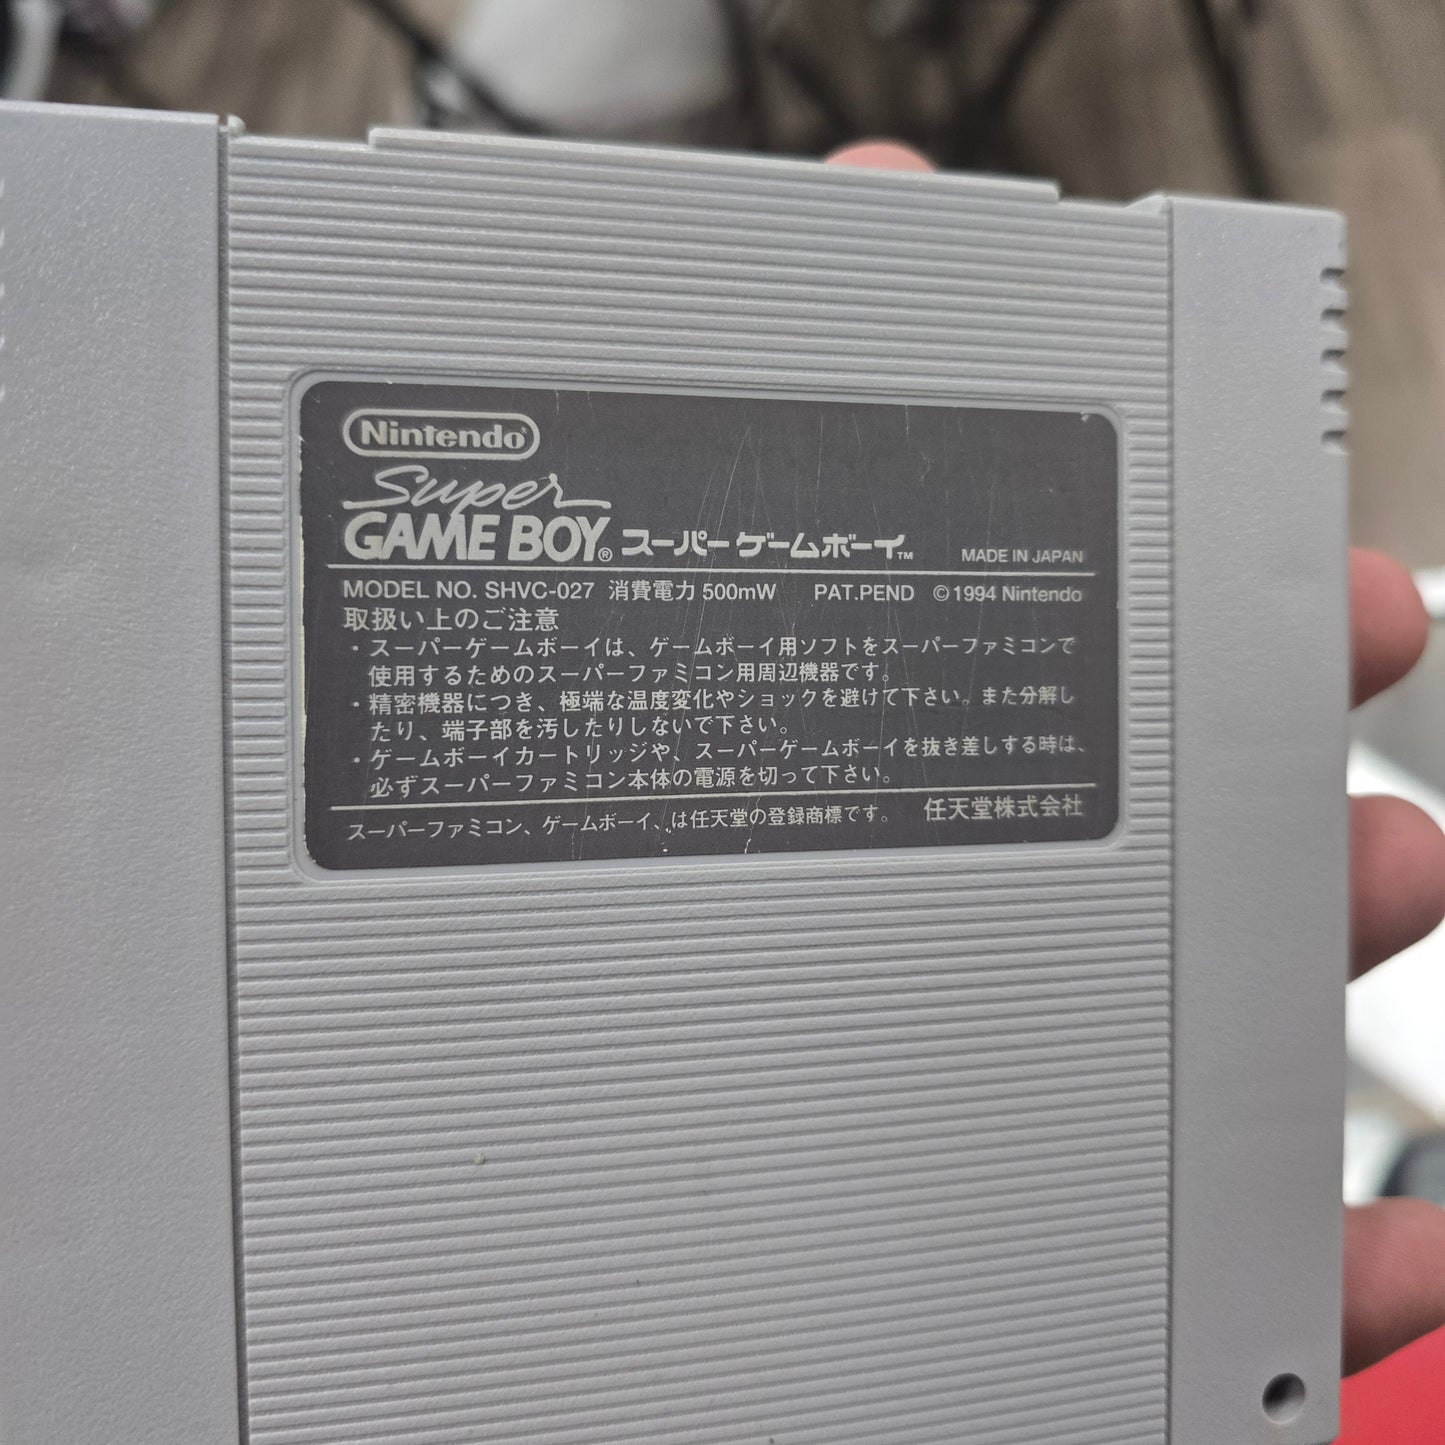 Nintendo®
Super
GAME BOY® スーパーゲームボーイ™ MADE IN JAPAN
MODEL NO. SHVC-027 消費電力 500mW PAT.PEND ©1994 Nintendo
取扱い上のご注意
・スーパーゲームボーイは、ゲームボーイ用ソフトをスーパーファミコンで
使用するためのスーパーファミコン用周辺機器です。
・精密機器につき、極端な温度変化やショックを避けて下さい。また分解し
たり、端子部を汚したりしないで下さい。
・ゲームボーイカートリッジや、スーパーゲームボーイを抜き差しする時は、
必ずスーパーファミコン本体の電源を切って下さい。
スーパーファミコン、ゲームボーイ、は任天堂の登録商標です。 任天堂株式会社